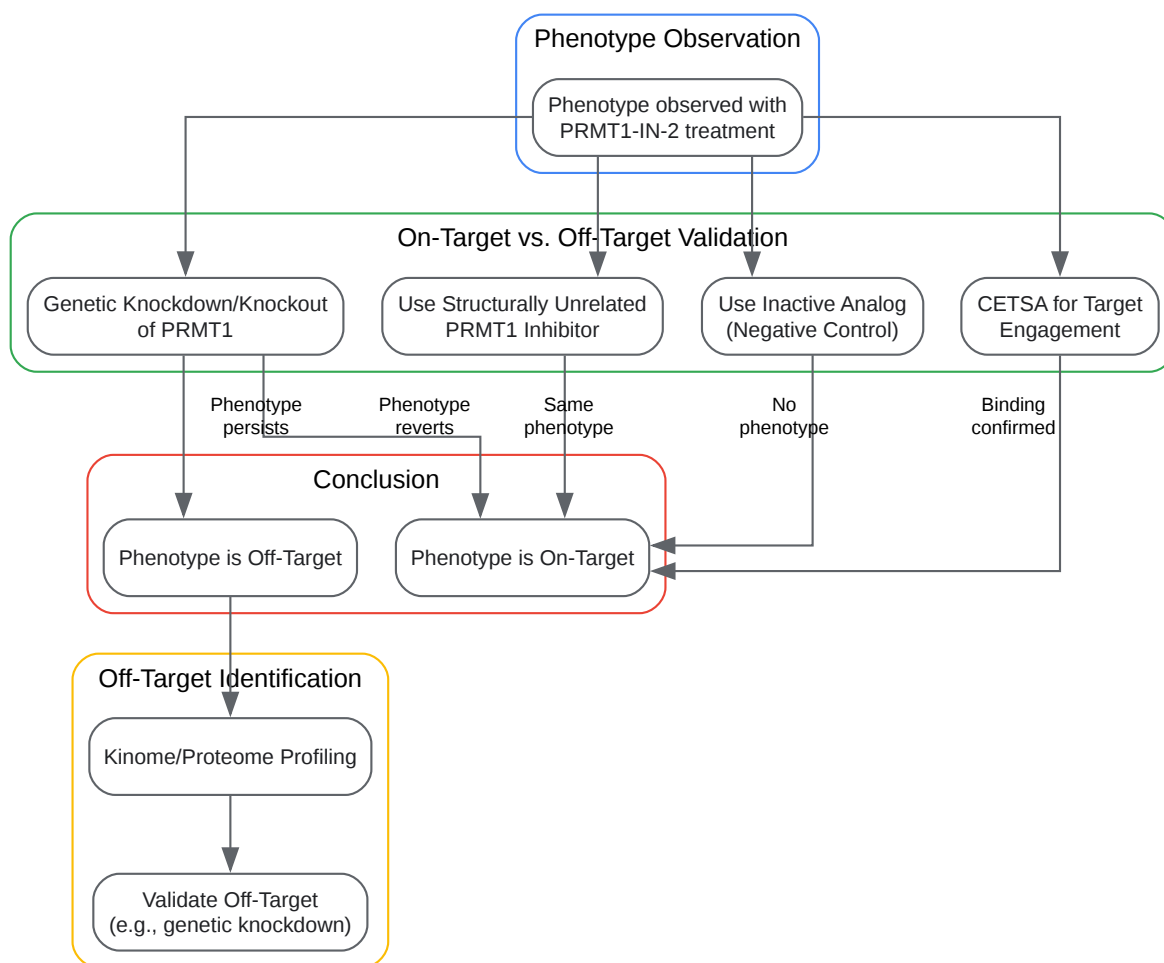 Phenotype Observation
Phenotype observed with
PRMT1-IN-2 treatment
On-Target vs. Off-Target Validation
Genetic Knockdown/Knockout
of PRMT1
Use Structurally Unrelated
PRMT1 Inhibitor
Use Inactive Analog
(Negative Control)
CETSA for Target
Engagement
Phenotype
persists
Phenotype
reverts
Same
phenotype
No
phenotype
Binding
confirmed
Conclusion
Phenotype is Off-Target
Phenotype is On-Target
Off-Target Identification
Kinome/Proteome Profiling
Validate Off-Target
(e.g., genetic knockdown)